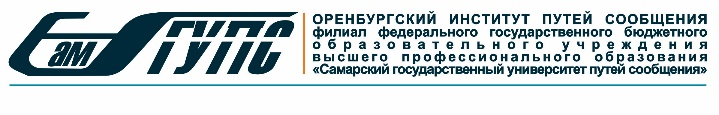 СамГУПС
ОРЕНБУРГСКИЙ ИНСТИТУТ ПУТЕЙ СООБЩЕНИЯ
филиал федерального государственного бюджетного
образовательного учреждения
высшего профессионального образования
«Самарский государственный университет путей сообщения»